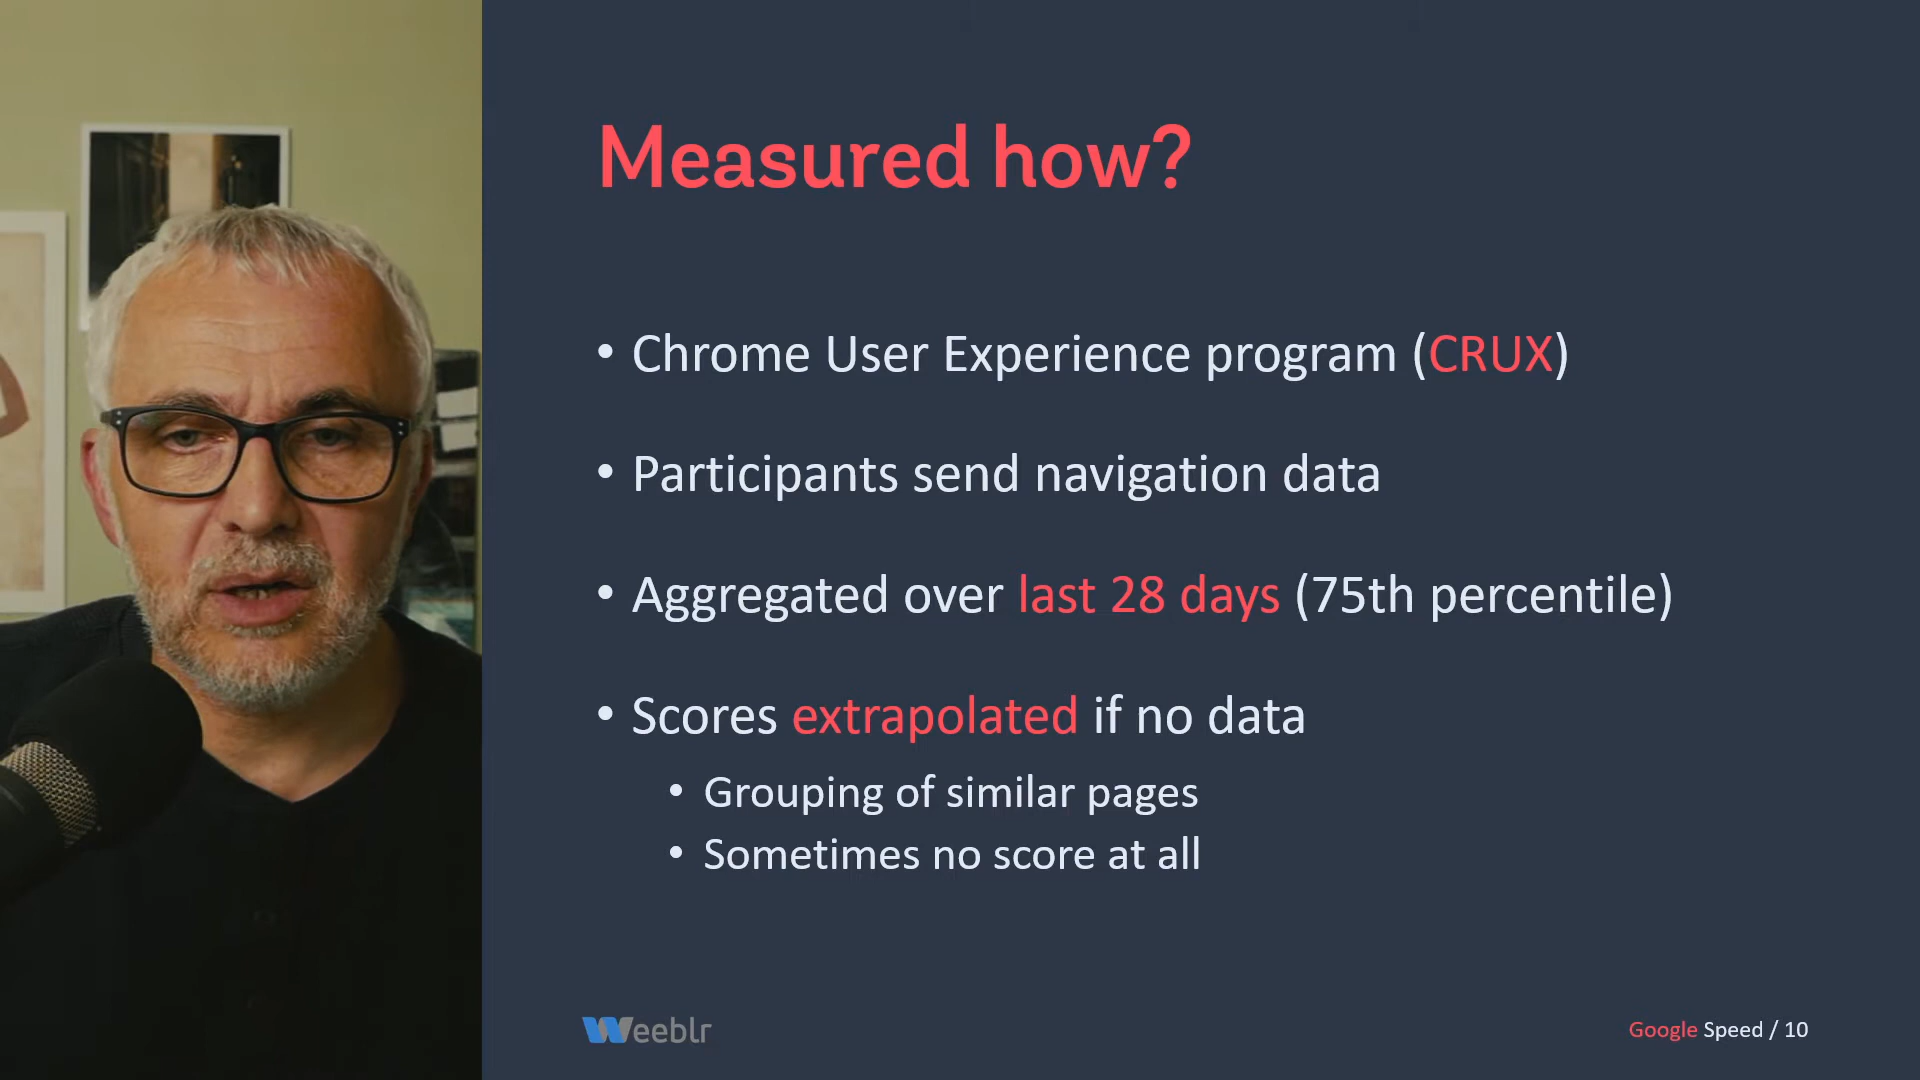 Measured how?
• Chrome User Experience program (CRUX)
• Participants send navigation data
• Aggregated over last 28 days (75th percentile)
• Scores extrapolated if no data
• Grouping of similar pages
• Sometimes no score at all
Weeblr
Google Speed / 10